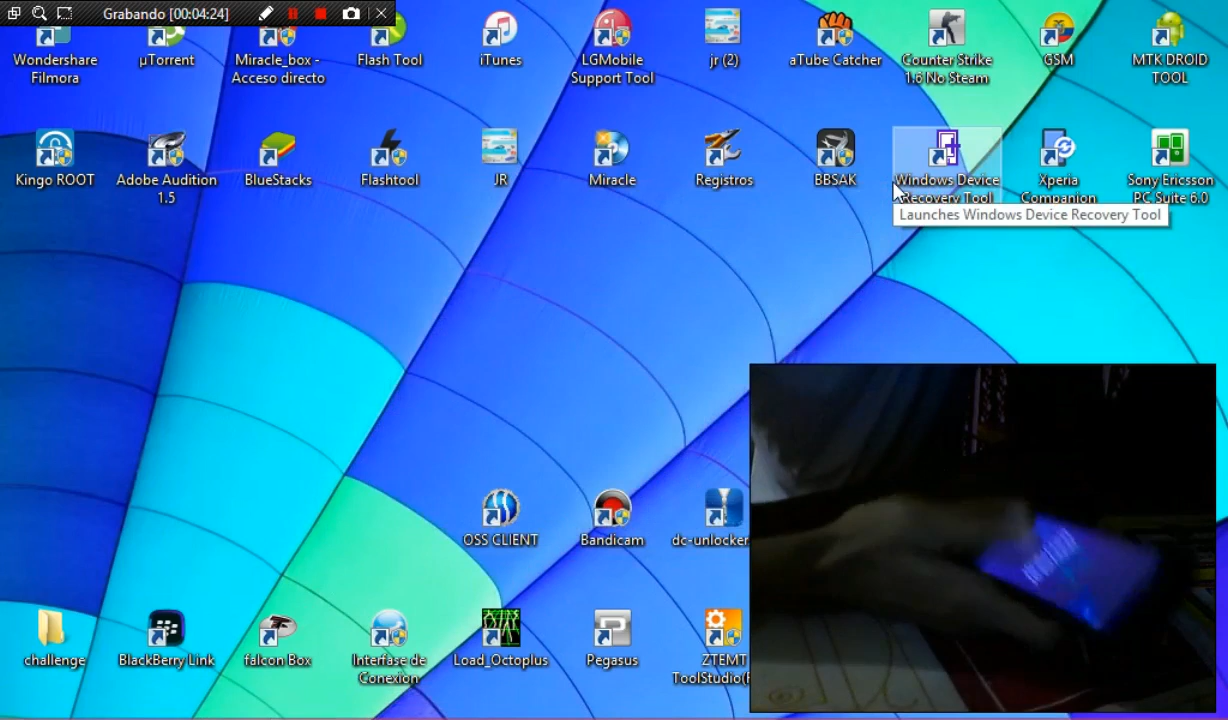 Grabando [00:04:24]
Wondershare
Filmora
µTorrent
Miracle_box -
Acceso directo
Flash Tool
iTunes
LGMobile
Support Tool
jr (2)
aTube Catcher
Counter Strike
1.6 No Steam
GSM
MTK DROID
TOOL
Kingo ROOT
Adobe Audition
1.5
BlueStacks
Flashtool
JR
Miracle
Registros
BBSAK
Windows Device
Recovery Tool
Xperia
Companion
Sony Ericsson
PC Suite 6.0
Launches Windows Device Recovery Tool
OSS CLIENT
Bandicam
dc-unlocker
challenge
BlackBerry Link
falcon Box
Interfase de
Conexion
Load_Octoplus
Pegasus
ZTEMT
ToolStudio(